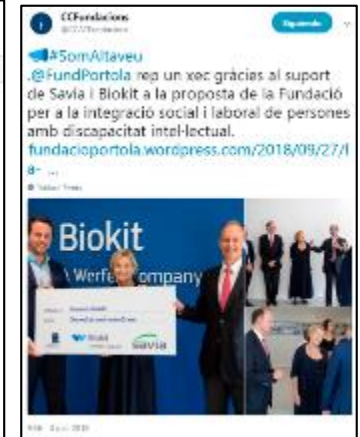 CCFundacions
Siguiendo
#SomAltaveu
.@FundPortola rep un xec gràcies al suport
de Savia i Biokit a la proposta de la Fundació
per a la integració social i laboral de persones
amb discapacitat intel·lectual.
fundacioportola.wordpress.com/2018/09/27/l
a- ...
Biokit
A Werfen Company
Biokit
savia